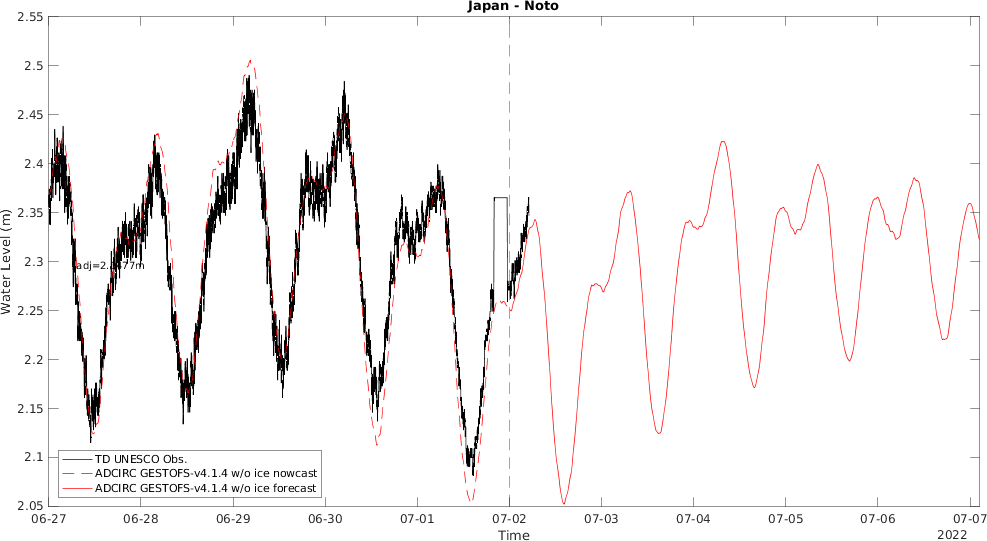 Japan - Noto
2.55
2.5
2.45
2.4
2.35
2.3
2.25
2.2
2.15
2.1
2.05
Water Level (m)
TD UNESCO Obs.
ADCIRC GESTOFS-v4.1.4 w/o ice nowcast
ADCIRC GESTOFS-v4.1.4 w/o ice forecast
06-27 06-28 06-29 06-30 07-01 07-02 07-03 07-04 07-05 07-06 07-07
Time
2022